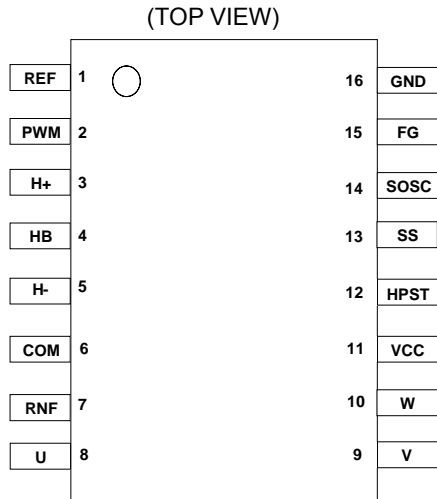 (TOP VIEW)
REF 1 16 GND
PWM 2 15 FG
H+ 3 14 SOSC
HB 4 13 SS
H- 5 12 HPST
COM 6 11 VCC
RNF 7 10 W
U 8 9 V